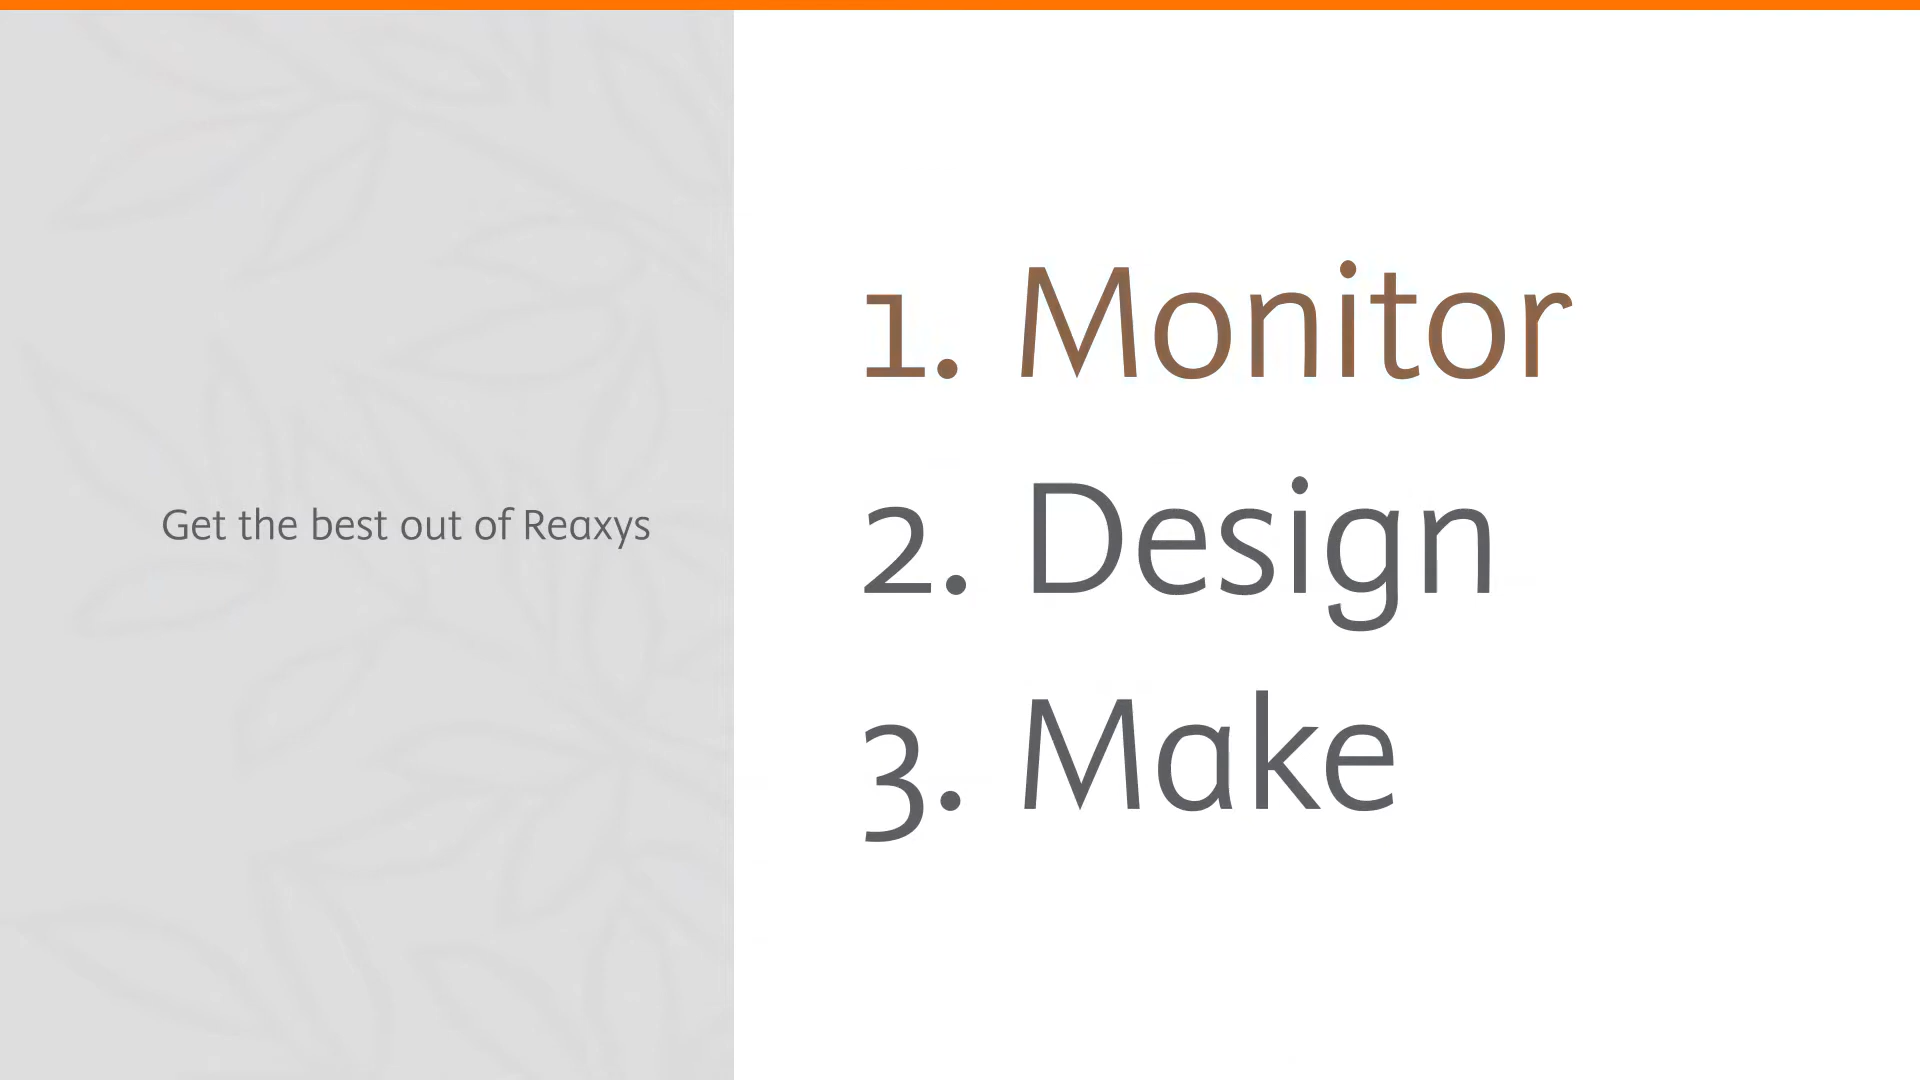 Get the best out of Reaxys
1. Monitor
2. Design
3. Make